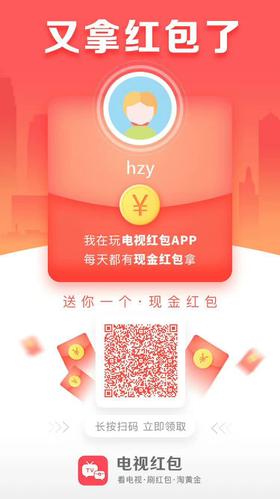 又拿红包了
hzy
¥
我在玩电视红包APP
每天都有现金红包拿
送你一个·现金红包
长按扫码 立即领取
TV
电视红包
看电视·刷红包·淘黄金